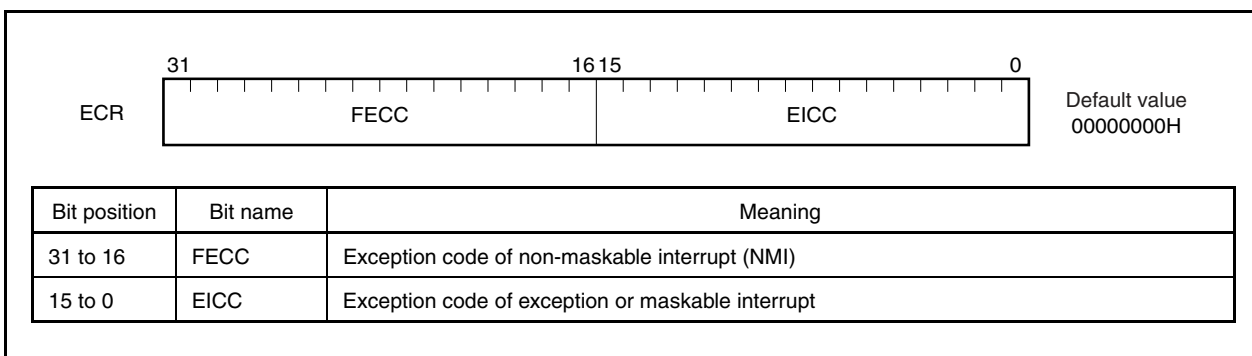 31 16 15 0
ECR FECC EICC Default value
00000000H
Bit position Bit name Meaning
31 to 16 FECC Exception code of non-maskable interrupt (NMI)
15 to 0 EICC Exception code of exception or maskable interrupt